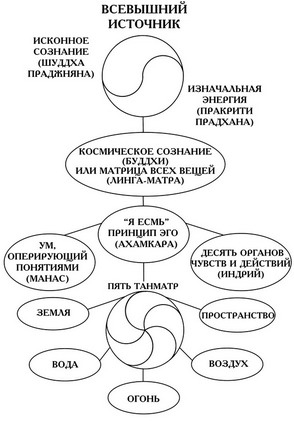 ВСЕВЫШНИЙ
ИСТОЧНИК
ИСКОННОЕ
СОЗНАНИЕ
(ШУДДХА
ПРАДЖНЯНА)
ИЗНАЧАЛЬНАЯ
ЭНЕРГИЯ
(ПРАКРИТИ
ПРАДХАНА)
КОСМИЧЕСКОЕ СОЗНАНИЕ
(БУДДХИ)
ИЛИ МАТРИЦА ВСЕХ ВЕЩЕЙ
(ЛИНГА-МАТРА)
“Я ЕСМЬ”
ПРИНЦИП ЭГО
(АХАМКАРА)
УМ,
ОПЕРИРУЮЩИЙ
ПОНЯТИЯМИ
(МАНАС)
ДЕСЯТЬ ОРГАНОВ
ЧУВСТВ И ДЕЙСТВИЙ
(ИНДРИЙ)
ПЯТЬ ТАНМАТР
ЗЕМЛЯ
ПРОСТРАНСТВО
ВОДА
ВОЗДУХ
ОГОНЬ